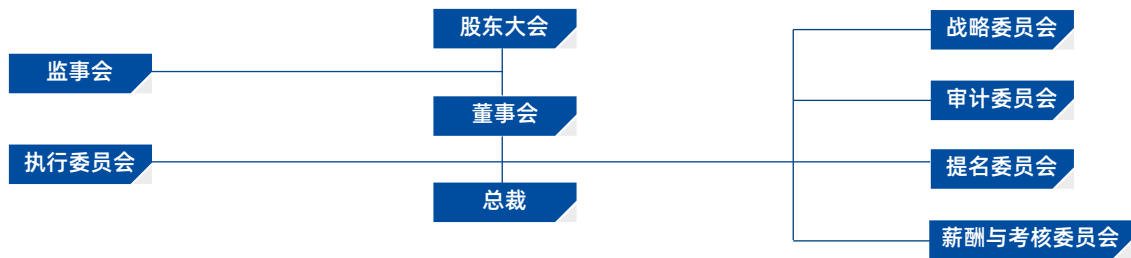 股东大会
战略委员会
监事会
审计委员会
董事会
执行委员会
提名委员会
总裁
薪酬与考核委员会